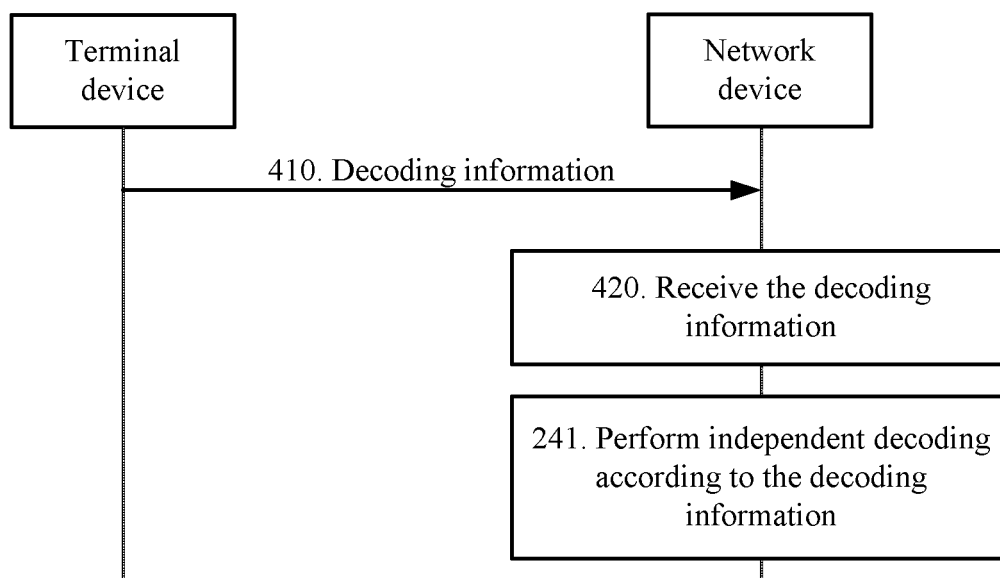 Terminal
device
Network
device
410. Decoding information
420. Receive the decoding
information
241. Perform independent decoding
according to the decoding
information